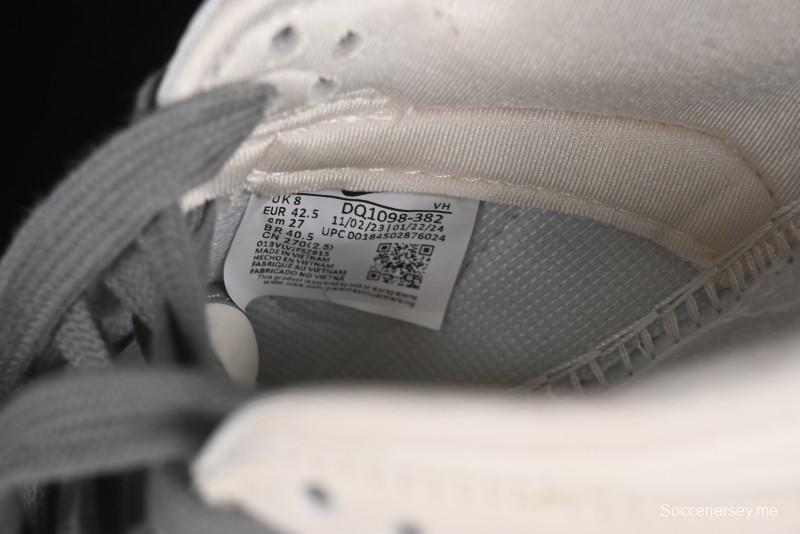 UK 8
EUR 42.5
cm 27
BR 40.5
CN 270(2.5)
VH
DQ1098-382
11/02/23 | 01/22/24
UPC 00184502876024
MADE IN VIETNAM
HECHO EN VIETNAM
FABRIQUE AU VIETNAM
FABRICADO NO VIETNÃ
This product
Soccerjersey.me